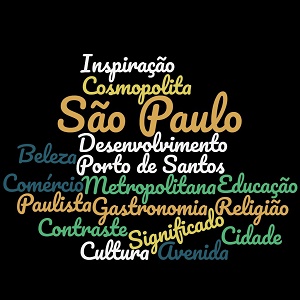 Inspiração
Cosmopolita
São Paulo
Desenvolvimento
Beleza
Porto de Santos
Comércio
Metropolitana
Educação
Paulista
Gastronomia
Religião
Contraste
Significado
Cidade
Cultura
Avenida